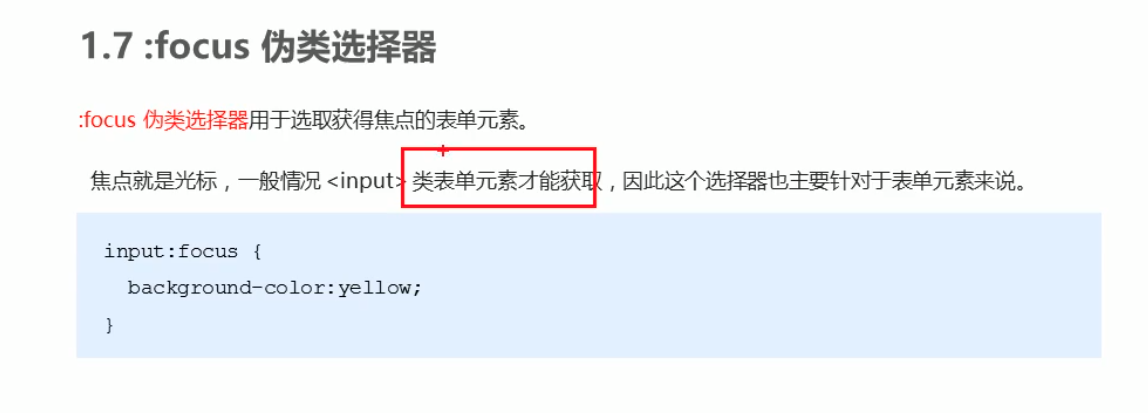 1.7 :focus 伪类选择器
:focus 伪类选择器用于选取获得焦点的表单元素。
焦点就是光标，一般情况 <input> 类表单元素才能获取，因此这个选择器也主要针对于表单元素来说。
input:focus {
background-color:yellow;
}